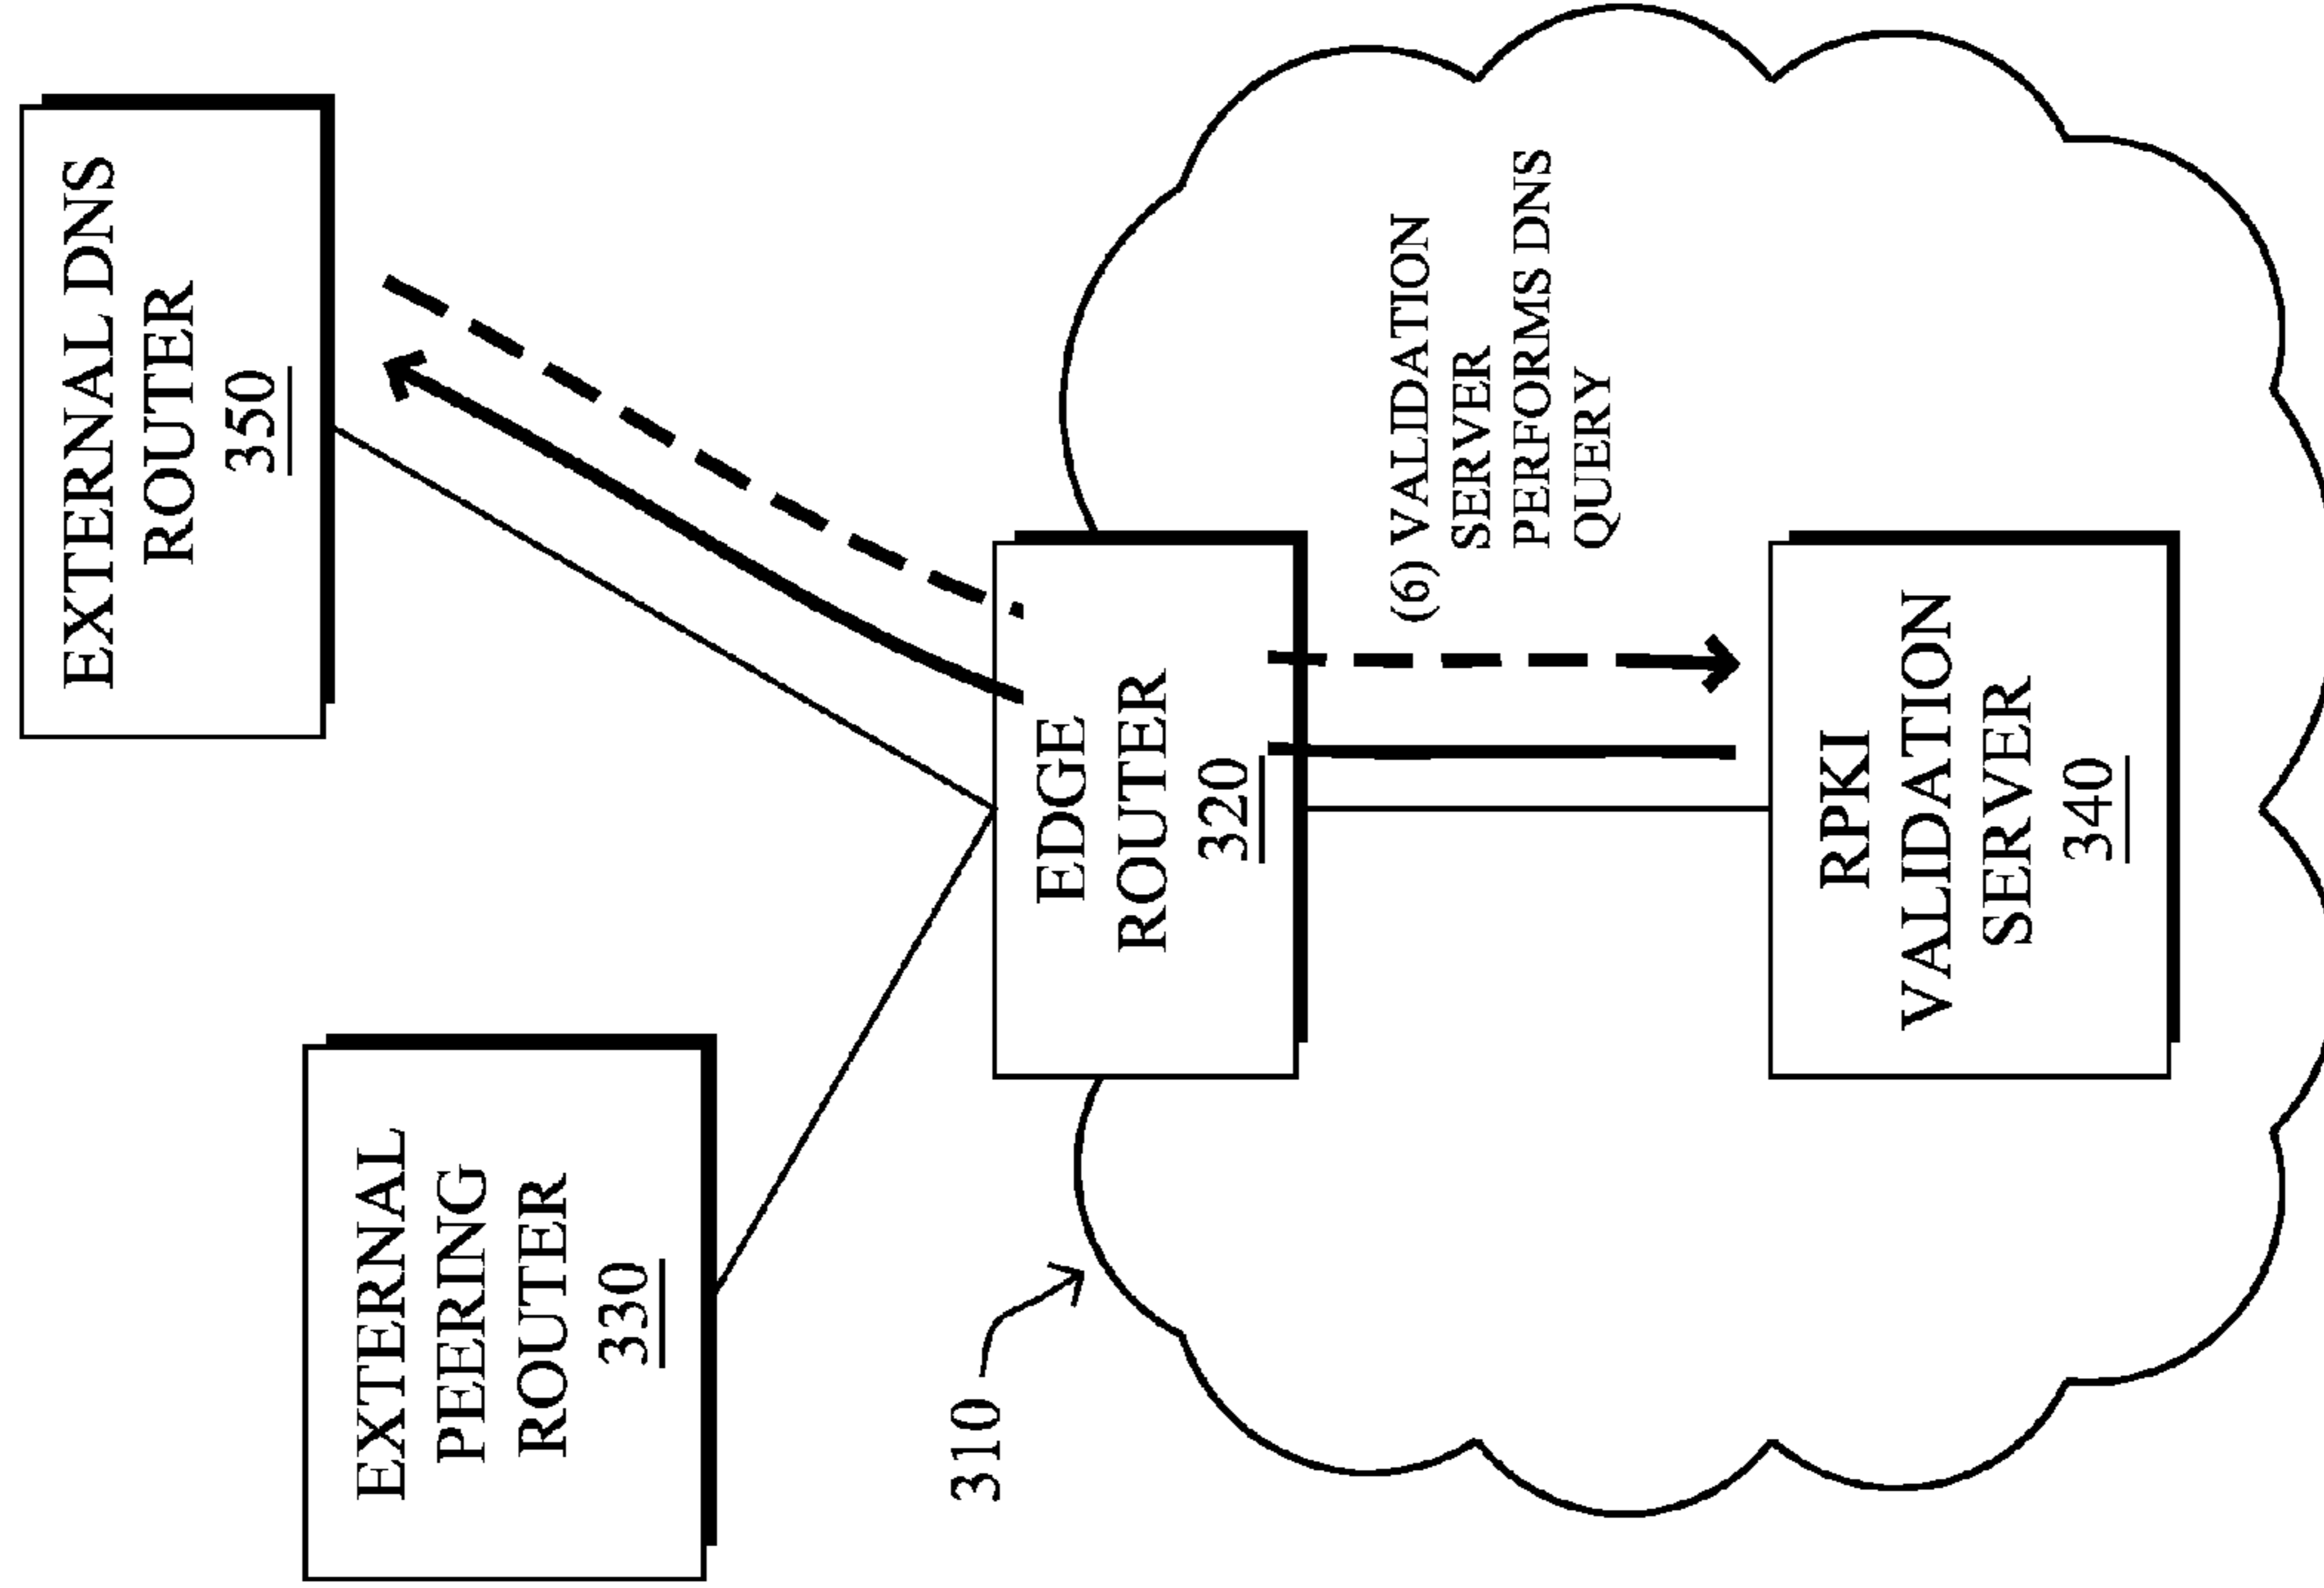 EXTERNAL DNS
ROUTER
350
EXTERNAL
PEERING
ROUTER
330
310
EDGE
ROUTER
320
(6) VALIDATION
SERVER
PERFORMS DNS
QUERY
RPKI
VALIDATION
SERVER
340